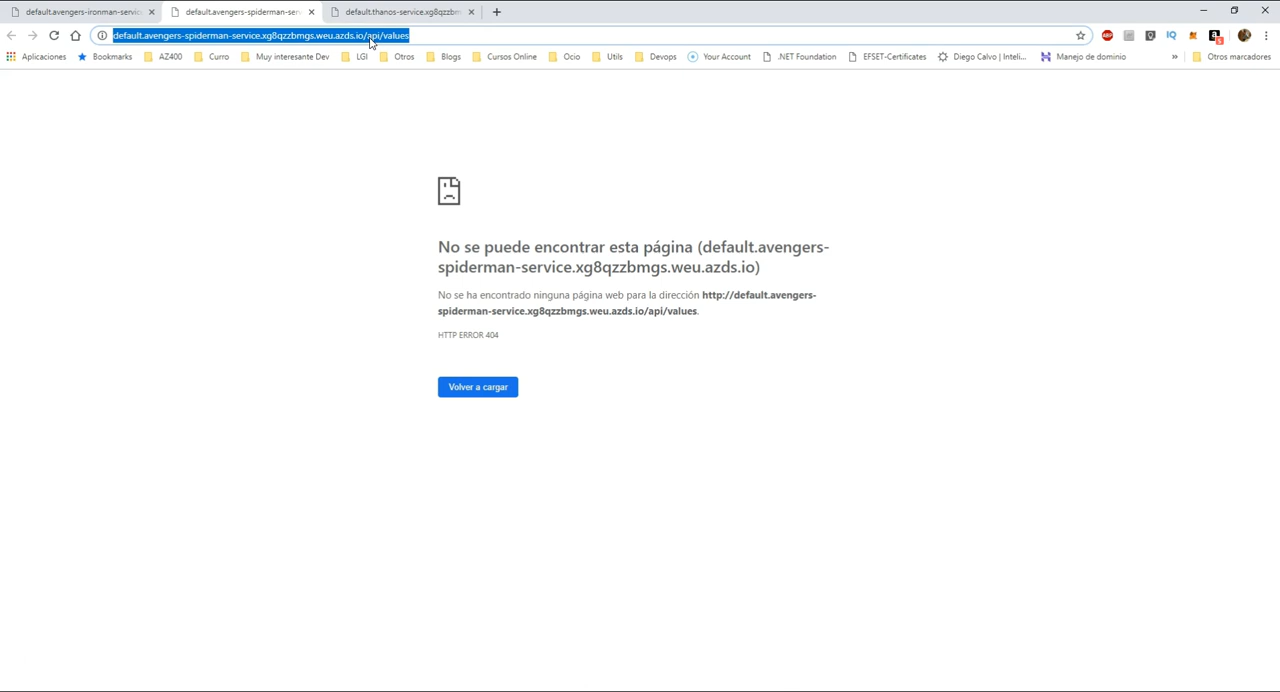 default.avengers-ironman-servic
default.avengers-spiderman-ser
default.thanos-service.xg8qzzbm
default.avengers-spiderman-service.xg8qzzbmgs.weu.azds.io/api/values
ABP
IQ
a
5
Aplicaciones
Bookmarks
AZ400
Curro
Muy interesante Dev
LGI
Otros
Blogs
Cursos Online
Ocio
Utils
Devops
Your Account
.NET Foundation
EFSET-Certificates
Diego Calvo | Inteli...
Manejo de dominio
»
Otros marcadores
No se puede encontrar esta página (default.avengers-
spiderman-service.xg8qzzbmgs.weu.azds.io)
No se ha encontrado ninguna página web para la dirección http://default.avengers-
spiderman-service.xg8qzzbmgs.weu.azds.io/api/values.
HTTP ERROR 404
Volver a cargar